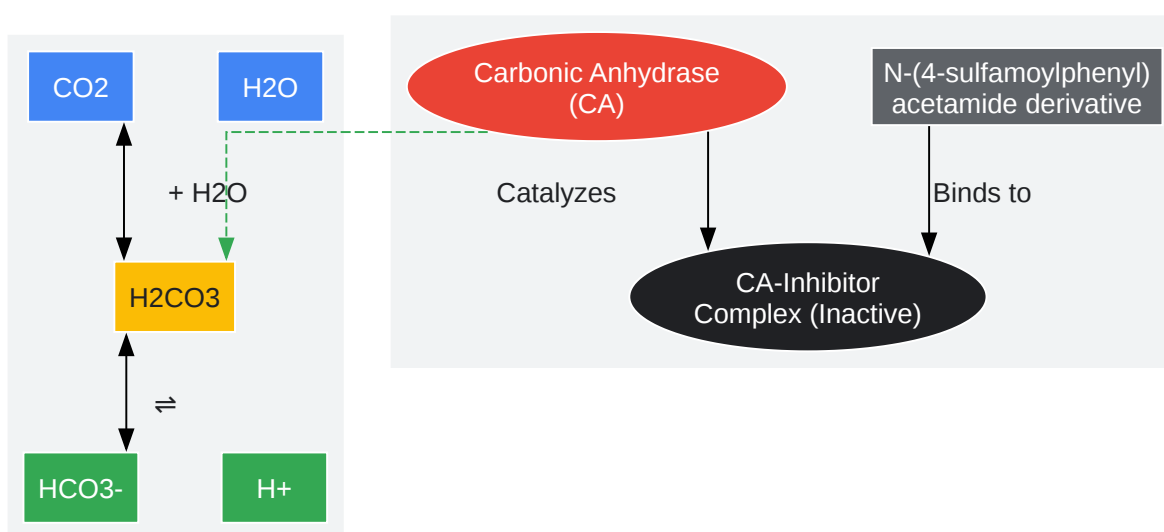 CO2
H2O
Carbonic Anhydrase
(CA)
N-(4-sulfamoylphenyl)
acetamide derivative
+ H2O
Catalyzes
Binds to
H2CO3
CA-Inhibitor
Complex (Inactive)
⇌
HCO3-
H+